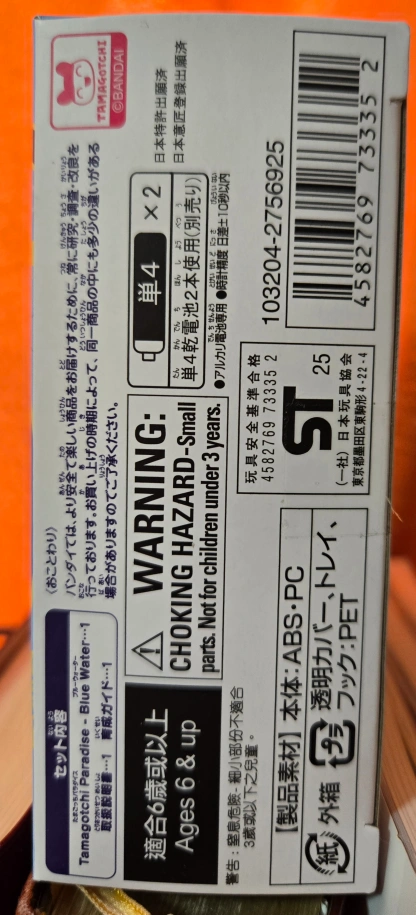 セット内容
Tamagotchi Paradise - Blue Water…1
取扱説明書…1 育成ガイド…1
〈おことわり〉
バンダイでは、より安全で楽しい商品をお届けするために、常に研究・調査・改良を
行っております。お買い上げの時期によって、同一商品の中にも多少の違いがある
場合がありますのでご了承ください。
TAMAGOTCHI
©BANDAI
適合6歲或以上
Ages 6 & up
警告：窒息危險 - 細小部份不適合
3歲或以下之兒童。
WARNING:
CHOKING HAZARD-Small
parts. Not for children under 3 years.
単4 ×2
単4乾電池2本使用(別売り)
●アルカリ電池専用 ●時計精度 日差±10秒以内
日本特許出願済
日本意匠登録出願済
【製品素材】本体：ABS・PC
紙 外箱 プラ 透明カバー、トレイ、
フック：PET
玩具安全基準合格
4582769 73335 2
ST 25
(一社) 日本玩具協会
東京都墨田区東駒形4-22-4
103204-2756925
4 582769 733352